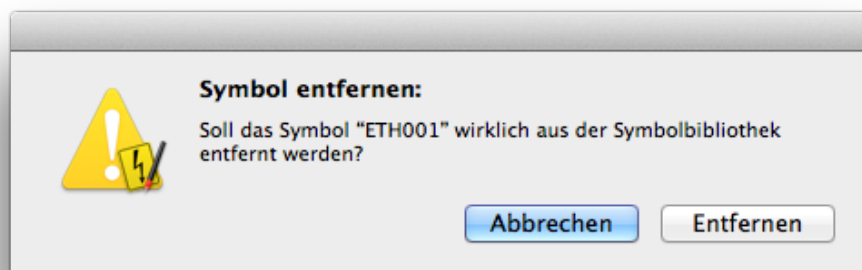 Symbol entfernen:
Soll das Symbol “ETH001” wirklich aus der Symbolbibliothek
entfernt werden?
Abbrechen
Entfernen